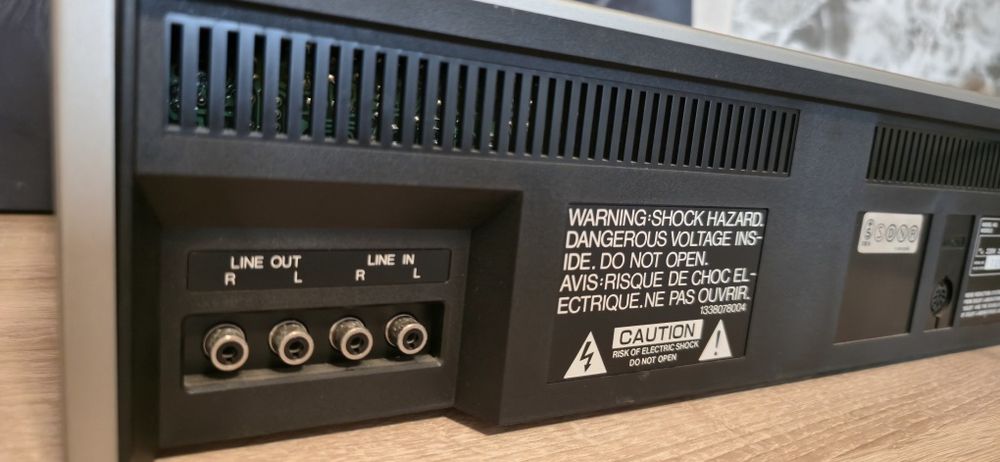 LINE OUT
R L
LINE IN
R L
WARNING:SHOCK HAZARD.
DANGEROUS VOLTAGE INS-
IDE. DO NOT OPEN.
AVIS:RISQUE DE CHOC EL-
ECTRIQUE.NE PAS OUVRIR.
1338078004
CAUTION
RISK OF ELECTRIC SHOCK
DO NOT OPEN